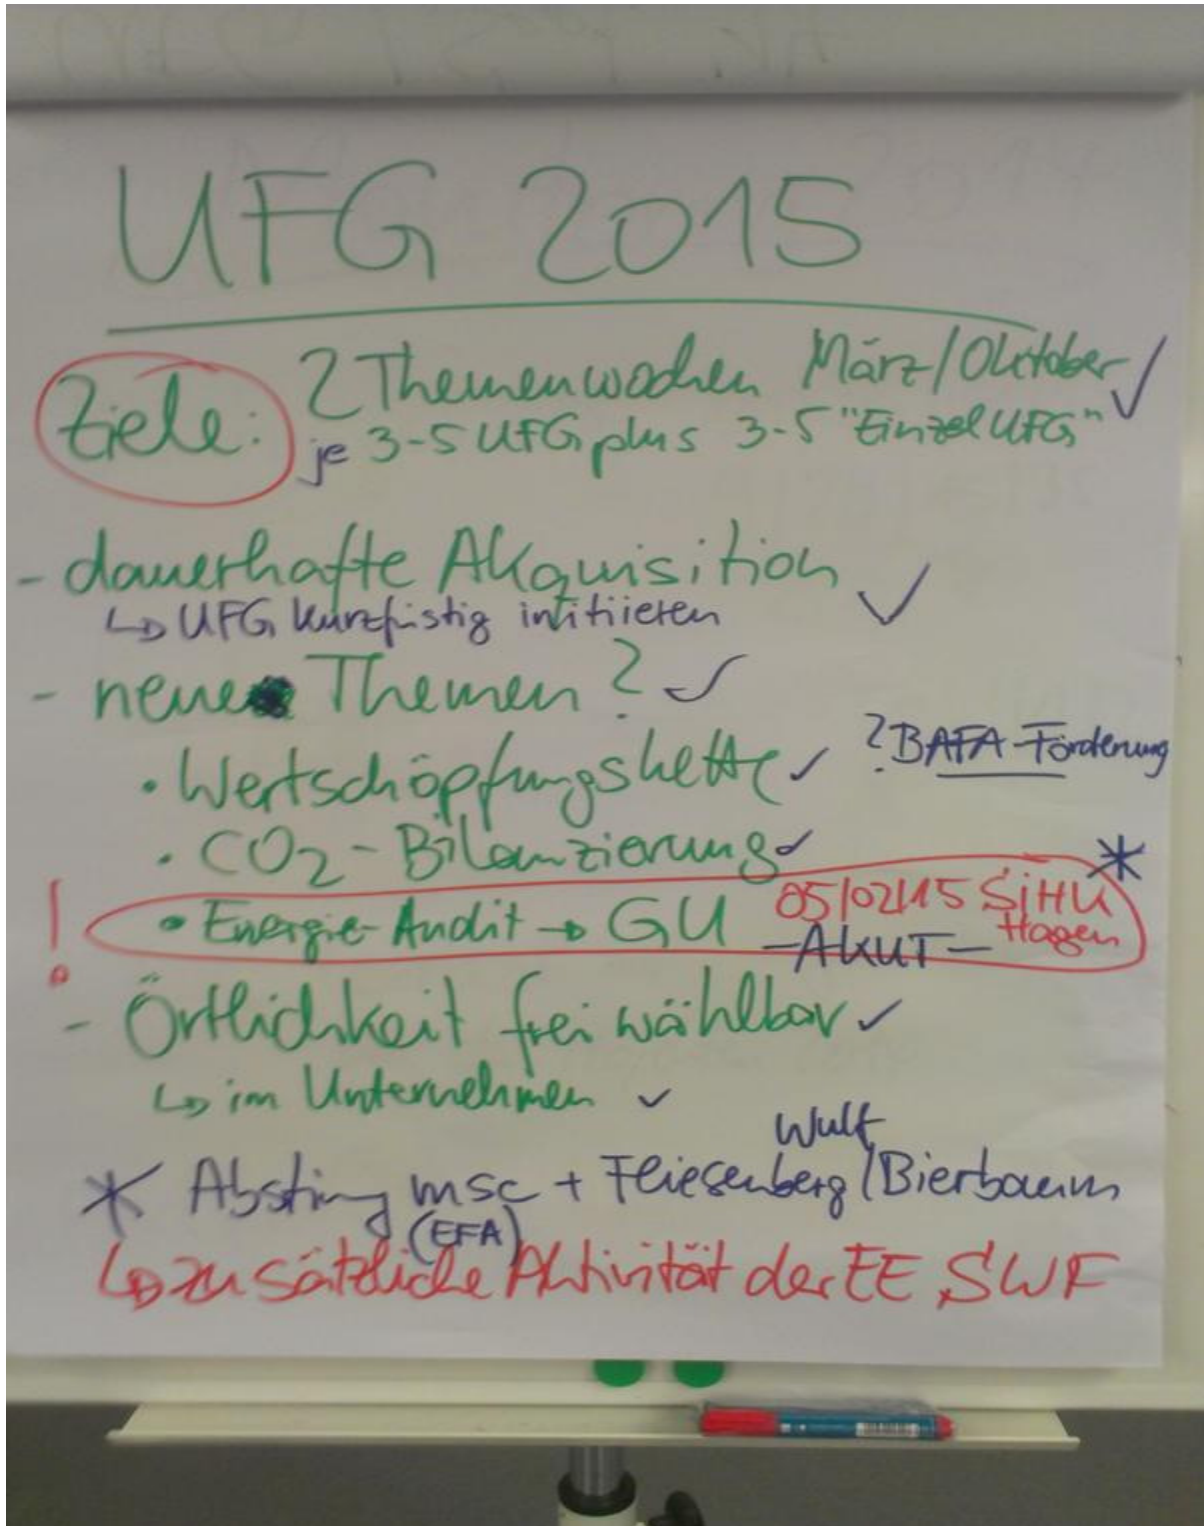 UFG 2015
Ziele: 2 Themenwochen März/Oktober ✓
je 3-5 UFG plus 3-5 "Einzel UFG"
- dauerhafte Akquisition ✓
↳ UFG kurzfristig initiieren
- neue Themen? ✓
? BAFA-Förderung
• Wertschöpfungskette ✓
• CO2-Bilanzierung ✓
*
! • Energie-Audit → GU 05/02/15 SIHU
-AKUT- Hagen
- Örtlichkeit frei wählbar ✓
↳ im Unternehmen ✓
Wulf
* Abstimg msc + Fliesenberg/Bierbaum
(EFA)
↳ zusätzliche Aktivität der EE SWF